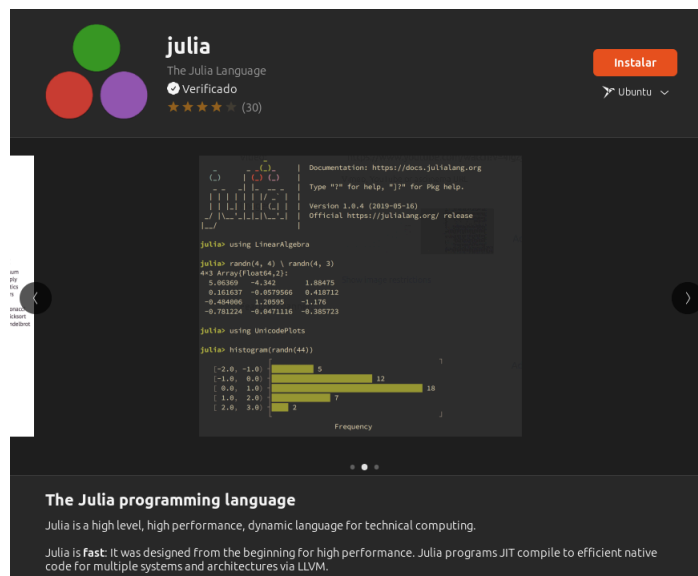 julia
The Julia Language
Verificado
(30)
Instalar
Ubuntu
Documentation: https://docs.julialang.org
Type "?" for help, "]?" for Pkg help.
Version 1.0.4 (2019-05-16)
Official https://julialang.org/ release
julia> using LinearAlgebra
julia> randn(4, 4) \ randn(4, 3)
4×3 Array{Float64,2}:
5.06369 -4.342 1.88475
0.161637 -0.0579566 0.418712
-0.484006 1.28595 -1.176
-0.781224 -0.0471116 -0.385723
julia> using UnicodePlots
julia> histogram(randn(44))
[-2.0, -1.0) 5
[-1.0, 0.0) 12
[ 0.0, 1.0) 18
[ 1.0, 2.0) 7
[ 2.0, 3.0) 2
Frequency
The Julia programming language
Julia is a high level, high performance, dynamic language for technical computing.
Julia is fast: It was designed from the beginning for high performance. Julia programs JIT compile to efficient native
code for multiple systems and architectures via LLVM.